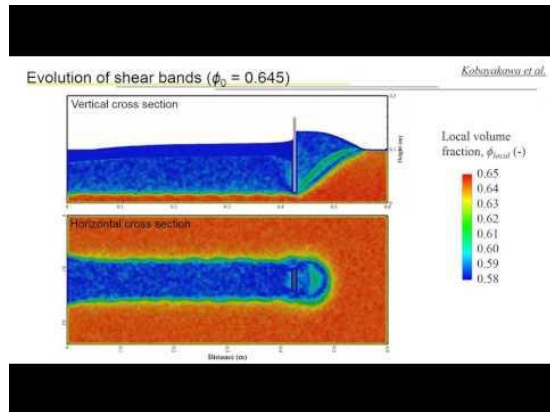 Kobayakawa et al.
Evolution of shear bands (ϕ₀ = 0.645)
Vertical cross section
Height (m)
Horizontal cross section
Distance (m)
Local volume
fraction, ϕlocal (-)
0.65
0.64
0.63
0.62
0.61
0.60
0.59
0.58